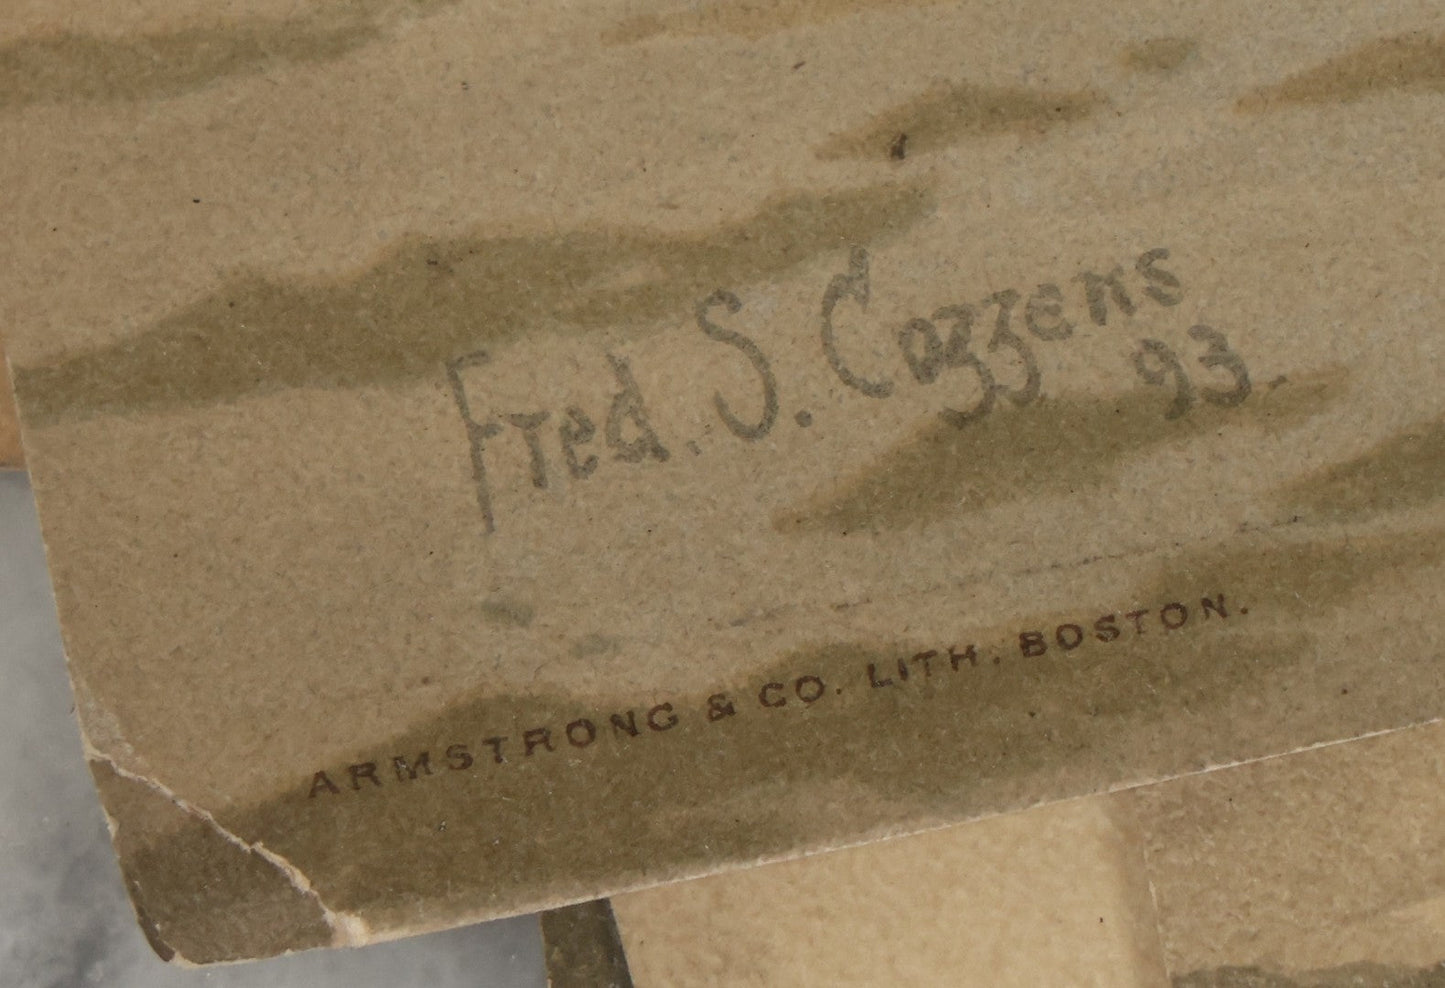 Fred. S. Cozzens
93.
ARMSTRONG & CO. LITH. BOSTON.